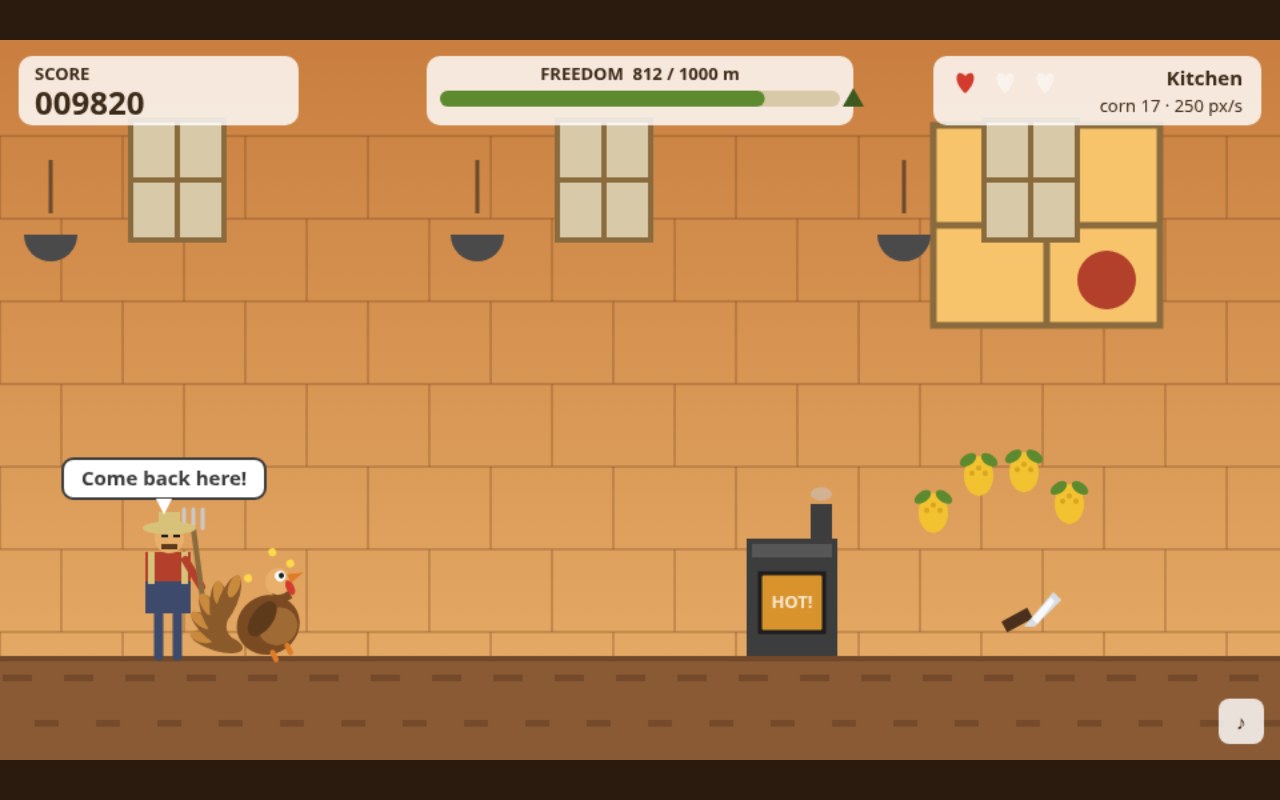 SCORE
009820
FREEDOM 812 / 1000 m
Kitchen
corn 17 · 250 px/s
Come back here!
HOT!
♪